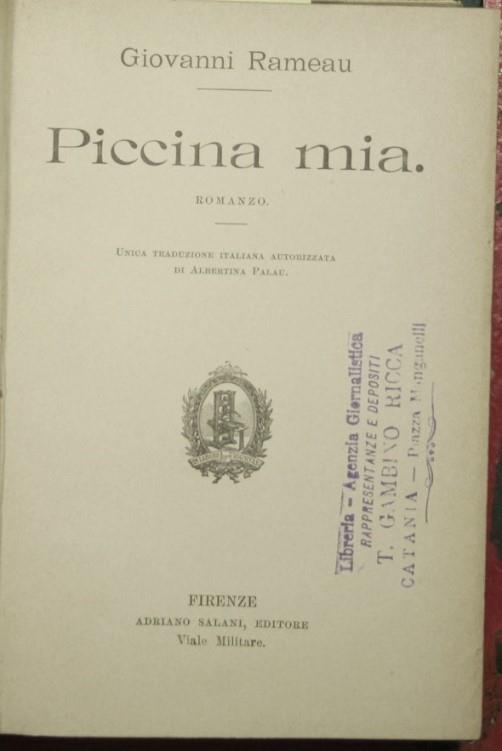 Giovanni Rameau
Piccina mia.
ROMANZO.
UNICA TRADUZIONE ITALIANA AUTORIZZATA
DI ALBERTINA PALAU.
Libreria - Agenzia Giornalistica
RAPPRESENTANZE E DEPOSITI
T. GAMBINO RICCA
CATANIA - Piazza Manganelli
FIRENZE
ADRIANO SALANI, EDITORE
Viale Militare.